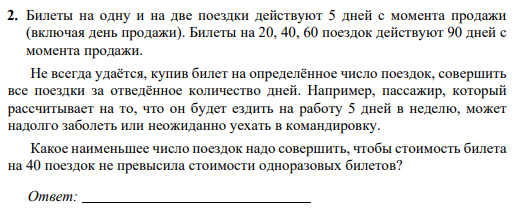 2. Билеты на одну и на две поездки действуют 5 дней с момента продажи
(включая день продажи). Билеты на 20, 40, 60 поездок действуют 90 дней с
момента продажи.
Не всегда удаётся, купив билет на определённое число поездок, совершить
все поездки за отведённое количество дней. Например, пассажир, который
рассчитывает на то, что он будет ездить на работу 5 дней в неделю, может
надолго заболеть или неожиданно уехать в командировку.
Какое наименьшее число поездок надо совершить, чтобы стоимость билета
на 40 поездок не превысила стоимости одноразовых билетов?
Ответ: